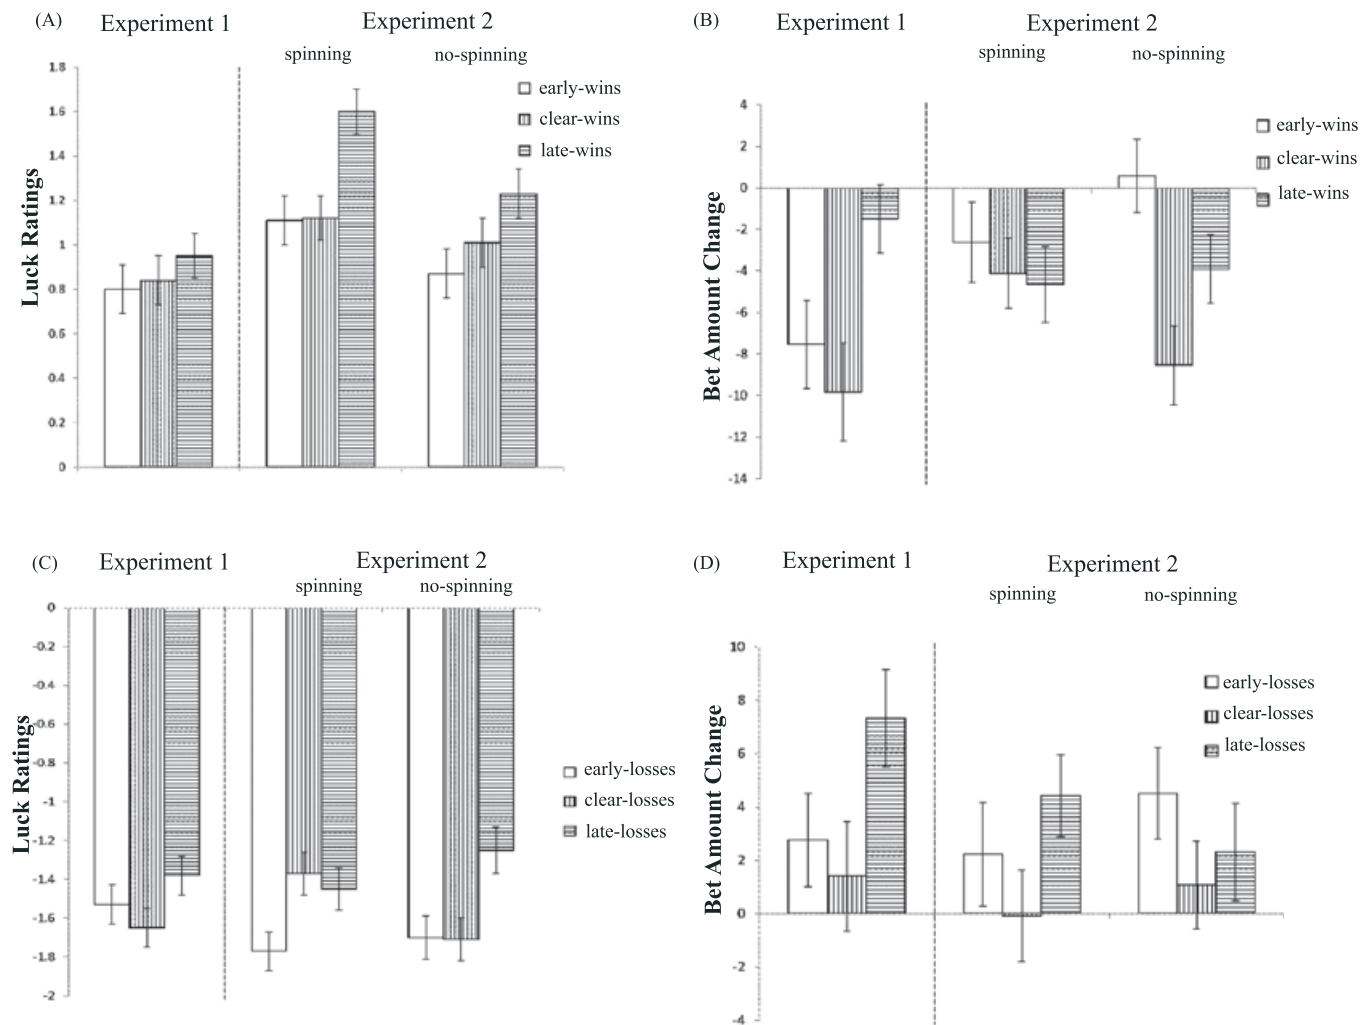 (A) Experiment 1 Experiment 2
spinning no-spinning
1.8
1.6
1.4
1.2
1
0.8
0.6
0.4
0.2
0
Luck Ratings
early-wins
clear-wins
late-wins
(B) Experiment 1 Experiment 2
spinning no-spinning
4
2
0
-2
-4
-6
-8
-10
-12
-14
Bet Amount Change
early-wins
clear-wins
late-wins
(C) Experiment 1 Experiment 2
spinning no-spinning
0
-0.2
-0.4
-0.6
-0.8
-1
-1.2
-1.4
-1.6
-1.8
-2
Luck Ratings
early-losses
clear-losses
late-losses
(D) Experiment 1 Experiment 2
spinning no-spinning
10
8
6
4
2
0
-2
-4
Bet Amount Change
early-losses
clear-losses
late-losses